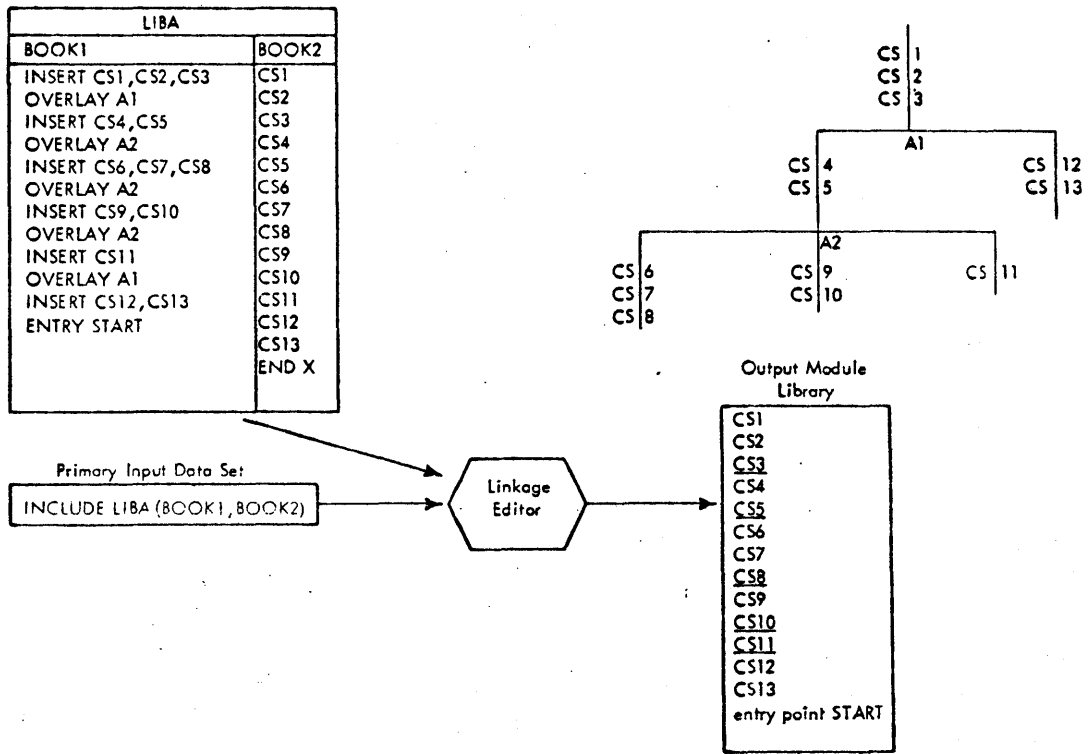 LIBA
BOOK1 BOOK2
INSERT CS1,CS2,CS3 CS1
OVERLAY A1 CS2
INSERT CS4,CS5 CS3
OVERLAY A2 CS4
INSERT CS6,CS7,CS8 CS5
OVERLAY A2 CS6
INSERT CS9,CS10 CS7
OVERLAY A2 CS8
INSERT CS11 CS9
OVERLAY A1 CS10
INSERT CS12,CS13 CS11
ENTRY START CS12
CS13
END X
CS 1
CS 2
CS 3
A1
CS 4 CS 12
CS 5 CS 13
A2
CS 6 CS 9 CS 11
CS 7 CS 10
CS 8
Primary Input Data Set
INCLUDE LIBA (BOOK1,BOOK2)
Linkage
Editor
Output Module
Library
CS1
CS2
CS3
CS4
CS5
CS6
CS7
CS8
CS9
CS10
CS11
CS12
CS13
entry point START